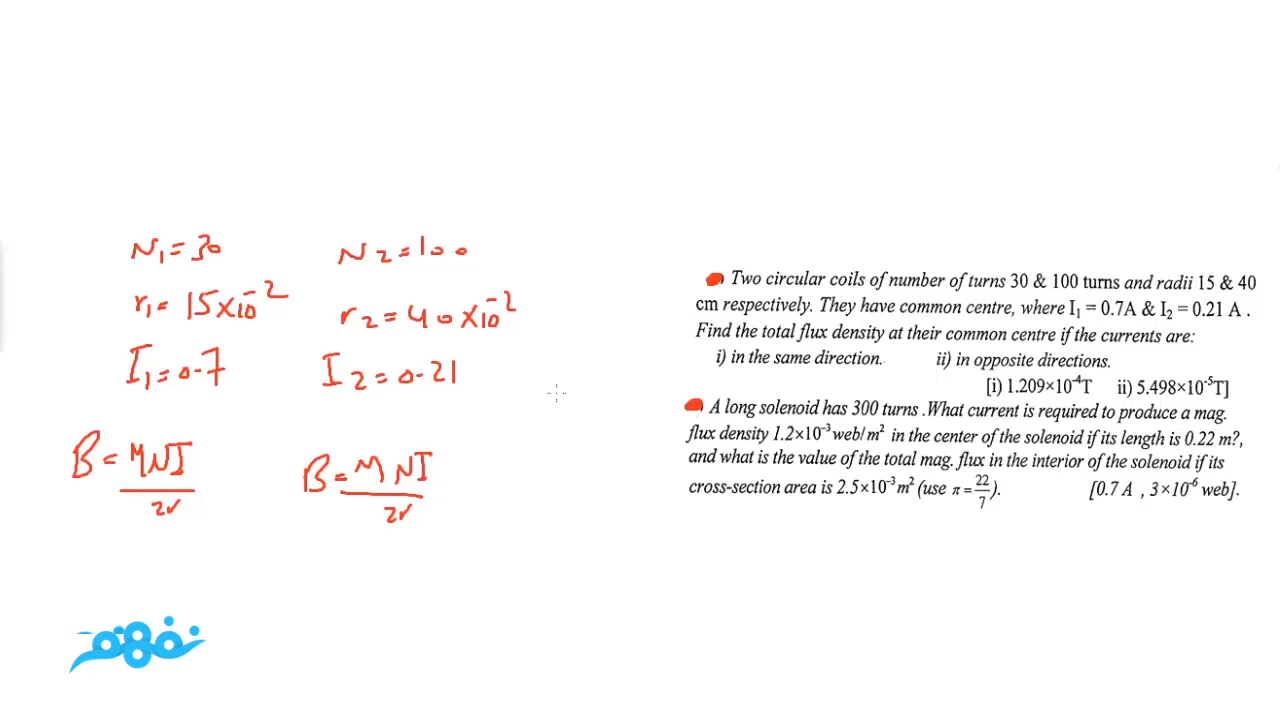 N₁ = 30
r₁ = 15×10⁻²
I₁ = 0.7
B = MNI / 2r
N₂ = 100
r₂ = 40×10⁻²
I₂ = 0.21
B = MNI / 2r
Two circular coils of number of turns 30 & 100 turns and radii 15 & 40
cm respectively. They have common centre, where I₁ = 0.7A & I₂ = 0.21 A .
Find the total flux density at their common centre if the currents are:
i) in the same direction. ii) in opposite directions.
[i) 1.209×10⁻⁴T ii) 5.498×10⁻⁵T]
A long solenoid has 300 turns .What current is required to produce a mag.
flux density 1.2×10⁻³ web/m² in the center of the solenoid if its length is 0.22 m?,
and what is the value of the total mag. flux in the interior of the solenoid if its
cross-section area is 2.5×10⁻³ m² (use π = 22/7). [0.7 A , 3×10⁻⁶ web].
نفهم